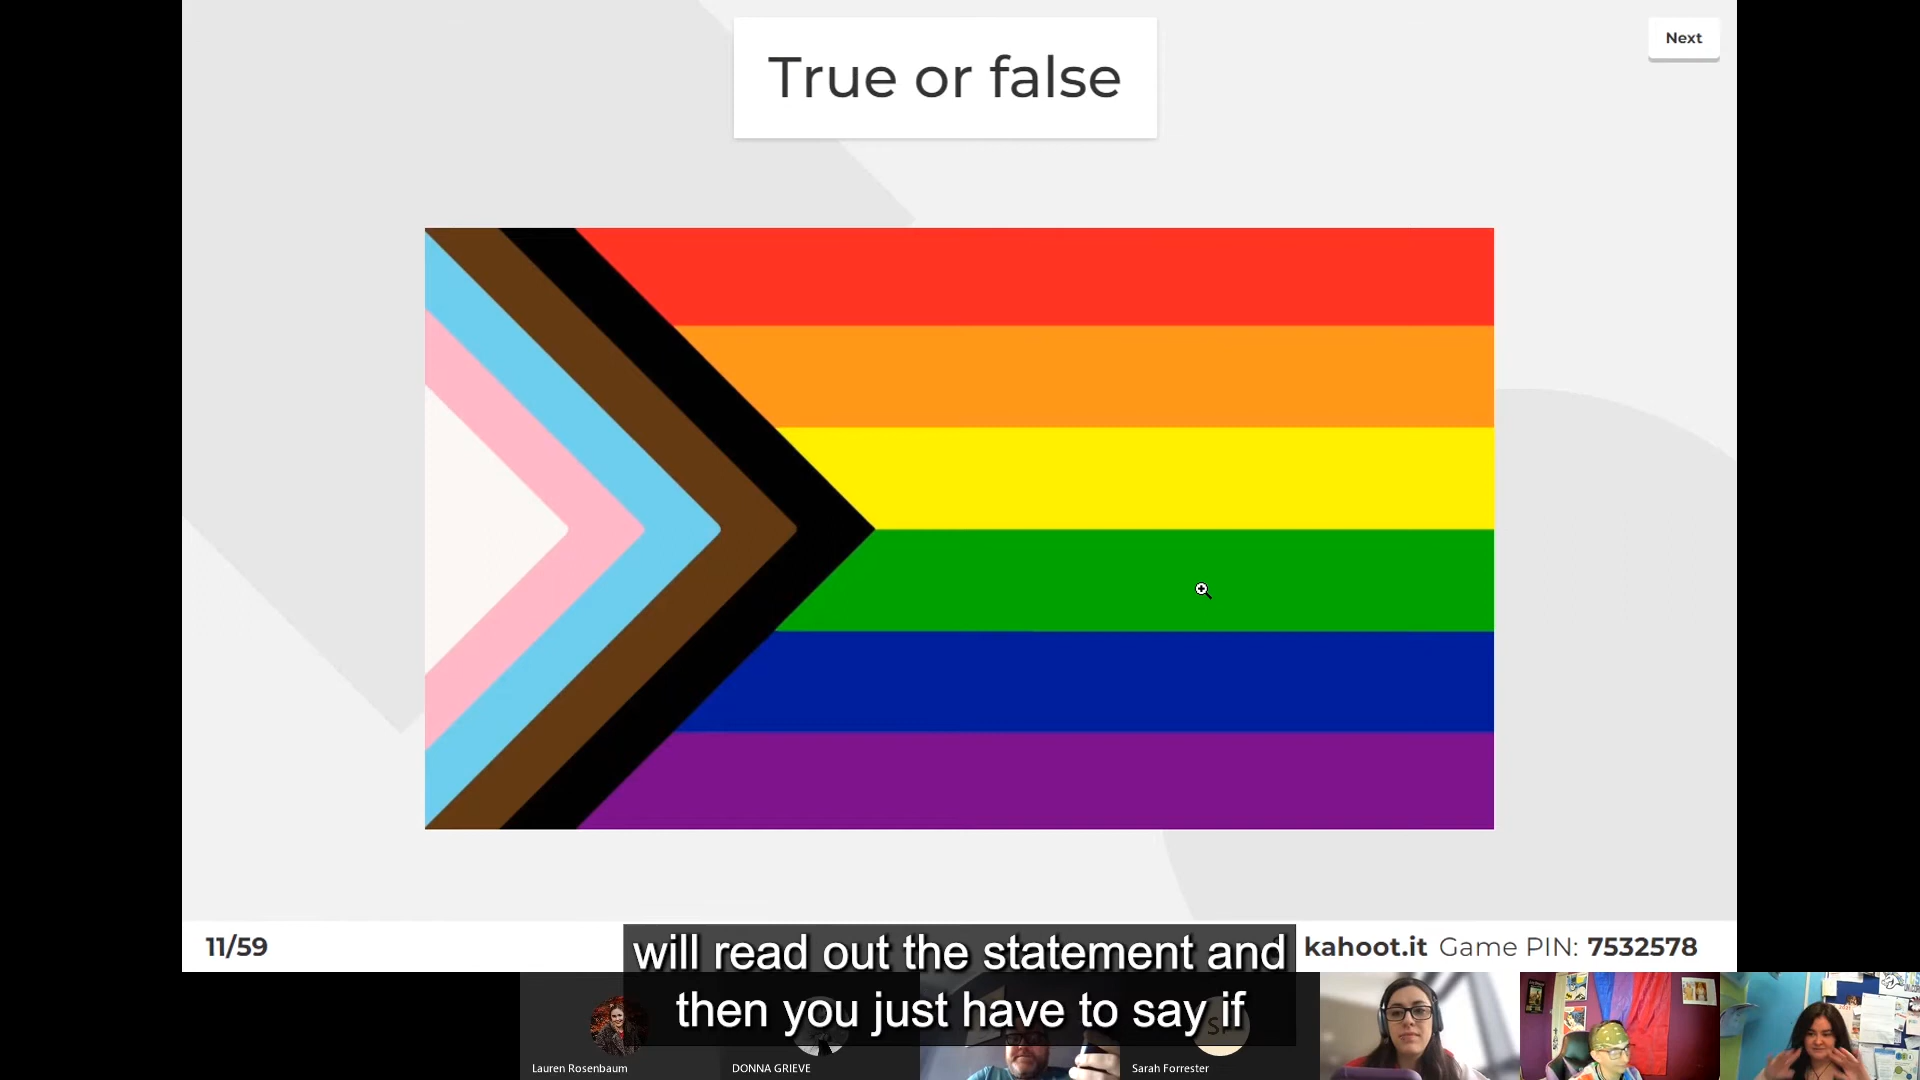 True or false
Next
11/59
kahoot.it Game PIN: 7532578
will read out the statement and
then you just have to say if
Lauren Rosenbaum
DONNA GRIEVE
Sarah Forrester